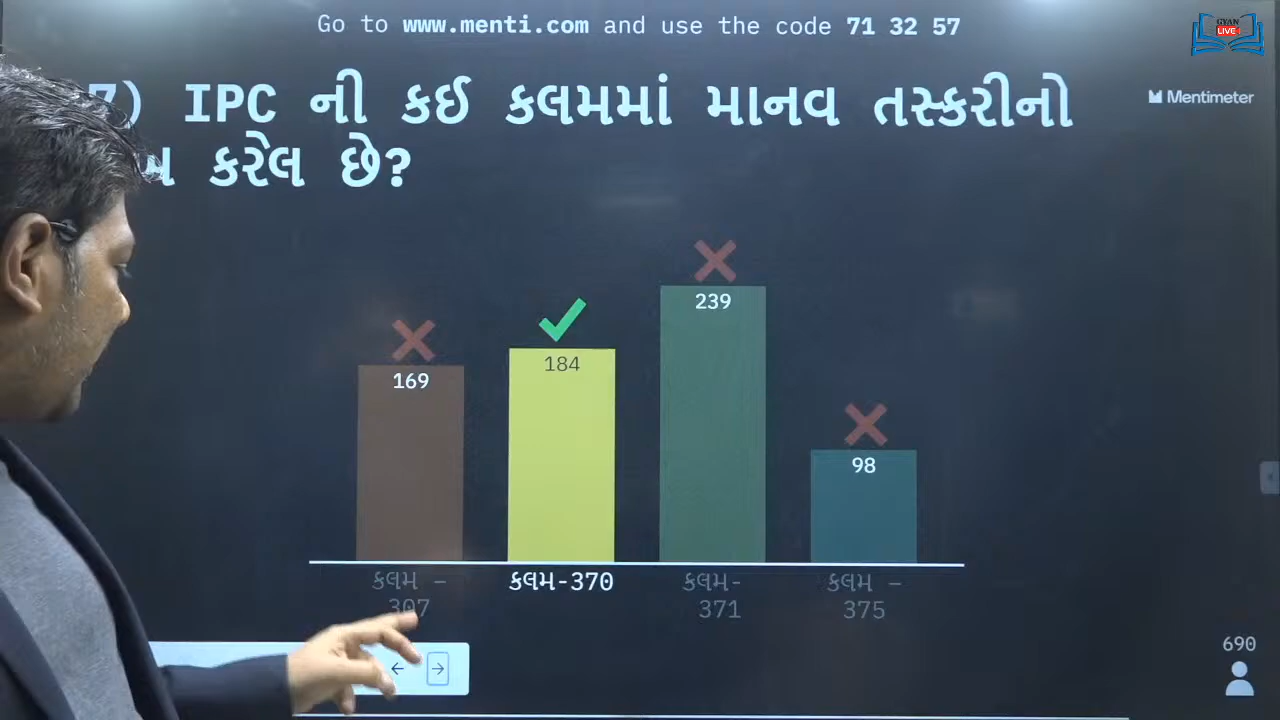 Go to www.menti.com and use the code 71 32 57
GYAN
LIVE
7) IPC ની કઈ કલમમાં માનવ તસ્કરીનો
કરેલ છે?
Mentimeter
239
184
169
98
કલમ –
307
કલમ-370
કલમ-
371
કલમ –
375
690